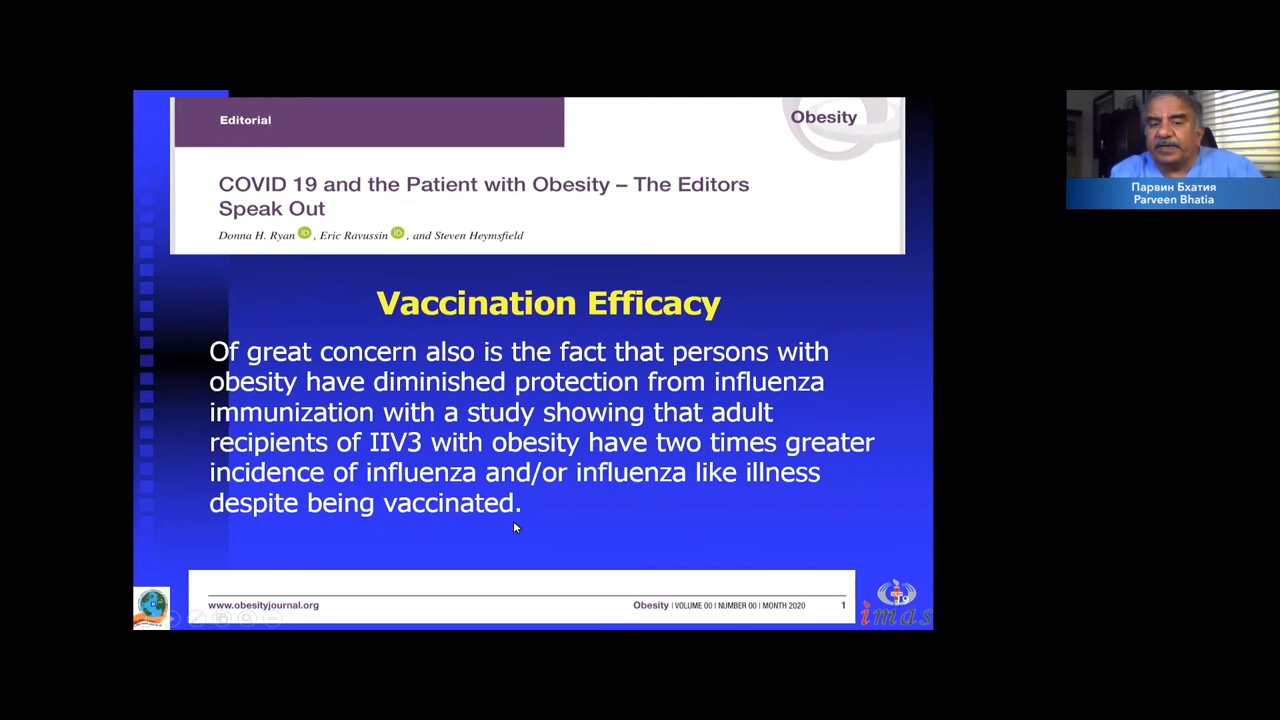 Editorial
Obesity
COVID 19 and the Patient with Obesity – The Editors
Speak Out
Donna H. Ryan iD, Eric Ravussin iD, and Steven Heymsfield
Парвин Бхатия
Parveen Bhatia
Vaccination Efficacy
Of great concern also is the fact that persons with
obesity have diminished protection from influenza
immunization with a study showing that adult
recipients of IIV3 with obesity have two times greater
incidence of influenza and/or influenza like illness
despite being vaccinated.
www.obesityjournal.org
Obesity | VOLUME 00 | NUMBER 00 | MONTH 2020 1
imas